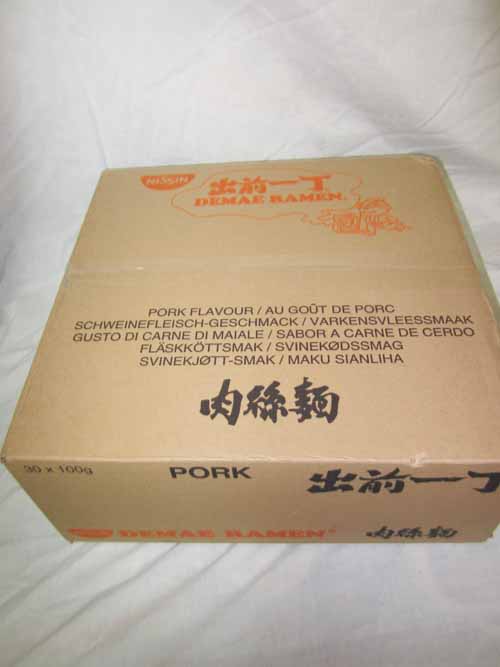 NISSIN
出前一丁
DEMAE RAMEN®
PORK FLAVOUR / AU GOÛT DE PORC
SCHWEINEFLEISCH-GESCHMACK / VARKENSVLEESSMAAK
GUSTO DI CARNE DI MAIALE / SABOR A CARNE DE CERDO
FLÄSKKÖTTSMAK / SVINEKØDSSMAG
SVINEKJØTT-SMAK / MAKU SIANLIHA
肉絲麵
30 x 100g
PORK
出前一丁
NISSIN DEMAE RAMEN®
肉絲麵